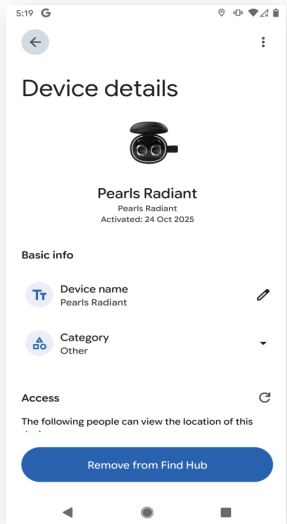 5:19 G
Device details
Pearls Radiant
Pearls Radiant
Activated: 24 Oct 2025
Basic info
Device name
Pearls Radiant
Category
Other
Access
The following people can view the location of this
Remove from Find Hub